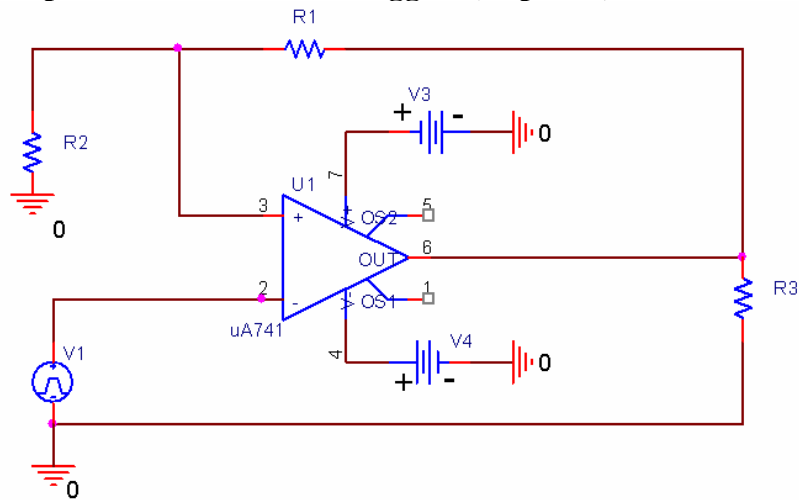 R1
V3
+ -
0
R2
7
U1
3
+
V+
OS2
5
0
OUT
6
2
-
V-
OS1
1
R3
uA741
V1
+
-
4
V4
+ -
0
0